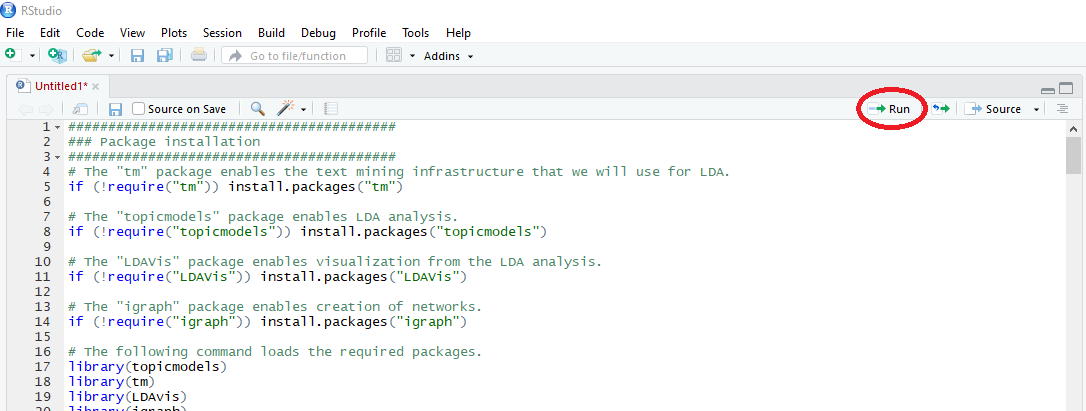 RStudio
File Edit Code View Plots Session Build Debug Profile Tools Help
Go to file/function Addins
Untitled1*
Source on Save Run Source
1 #########################################
2 ### Package installation
3 #########################################
4 # The "tm" package enables the text mining infrastructure that we will use for LDA.
5 if (!require("tm")) install.packages("tm")
6
7 # The "topicmodels" package enables LDA analysis.
8 if (!require("topicmodels")) install.packages("topicmodels")
9
10 # The "LDAVis" package enables visualization from the LDA analysis.
11 if (!require("LDAVis")) install.packages("LDAVis")
12
13 # The "igraph" package enables creation of networks.
14 if (!require("igraph")) install.packages("igraph")
15
16 # The following command loads the required packages.
17 library(topicmodels)
18 library(tm)
19 library(LDAvis)
20 library(igraph)